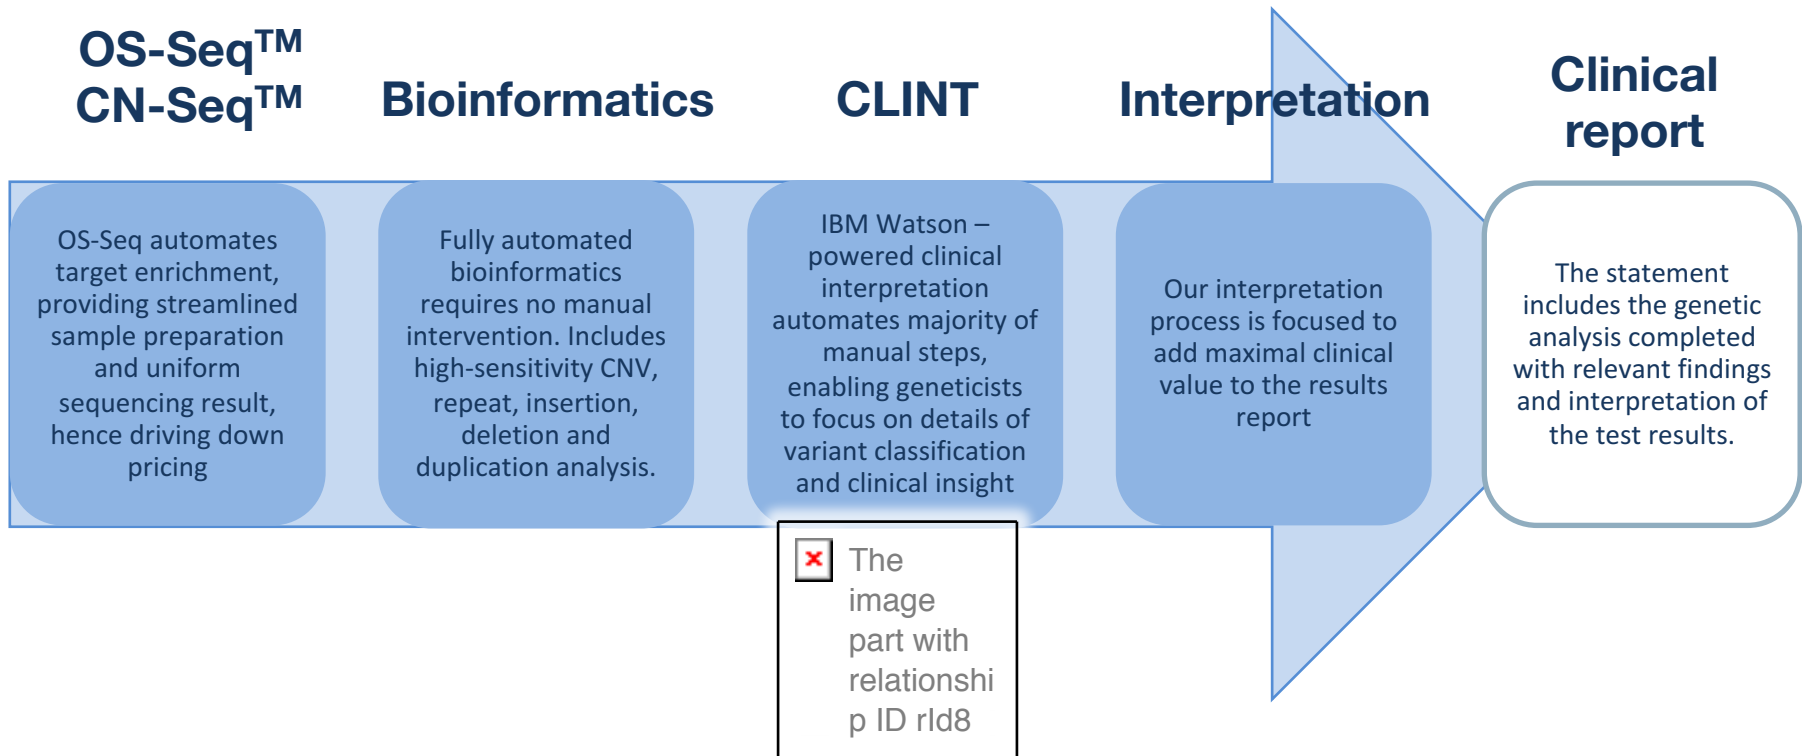 OS-Seq™
CN-Seq™
Bioinformatics
CLINT
Interpretation
Clinical
report
OS-Seq automates
target enrichment,
providing streamlined
sample preparation
and uniform
sequencing result,
hence driving down
pricing
Fully automated
bioinformatics
requires no manual
intervention. Includes
high-sensitivity CNV,
repeat, insertion,
deletion and
duplication analysis.
IBM Watson –
powered clinical
interpretation
automates majority of
manual steps,
enabling geneticists
to focus on details of
variant classification
and clinical insight
Our interpretation
process is focused to
add maximal clinical
value to the results
report
The statement
includes the genetic
analysis completed
with relevant findings
and interpretation of
the test results.
The
image
part with
relationshi
p ID rId8